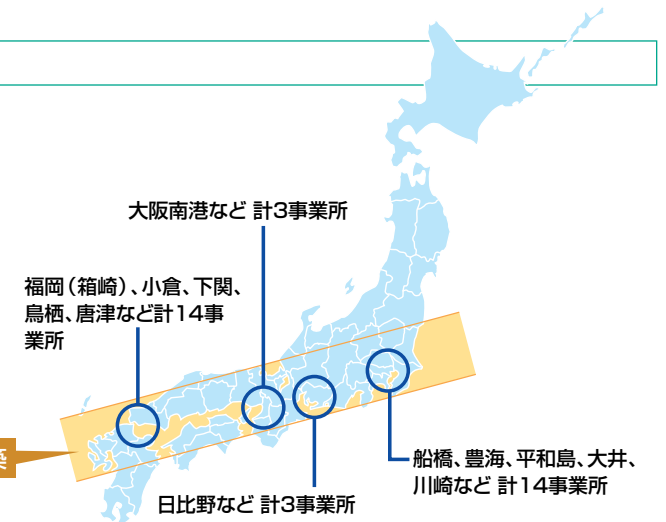 大阪南港など 計3事業所
福岡（箱崎）、小倉、下関、
鳥栖、唐津など計14事
業所
築
船橋、豊海、平和島、大井、
川崎など 計14事業所
日比野など 計3事業所